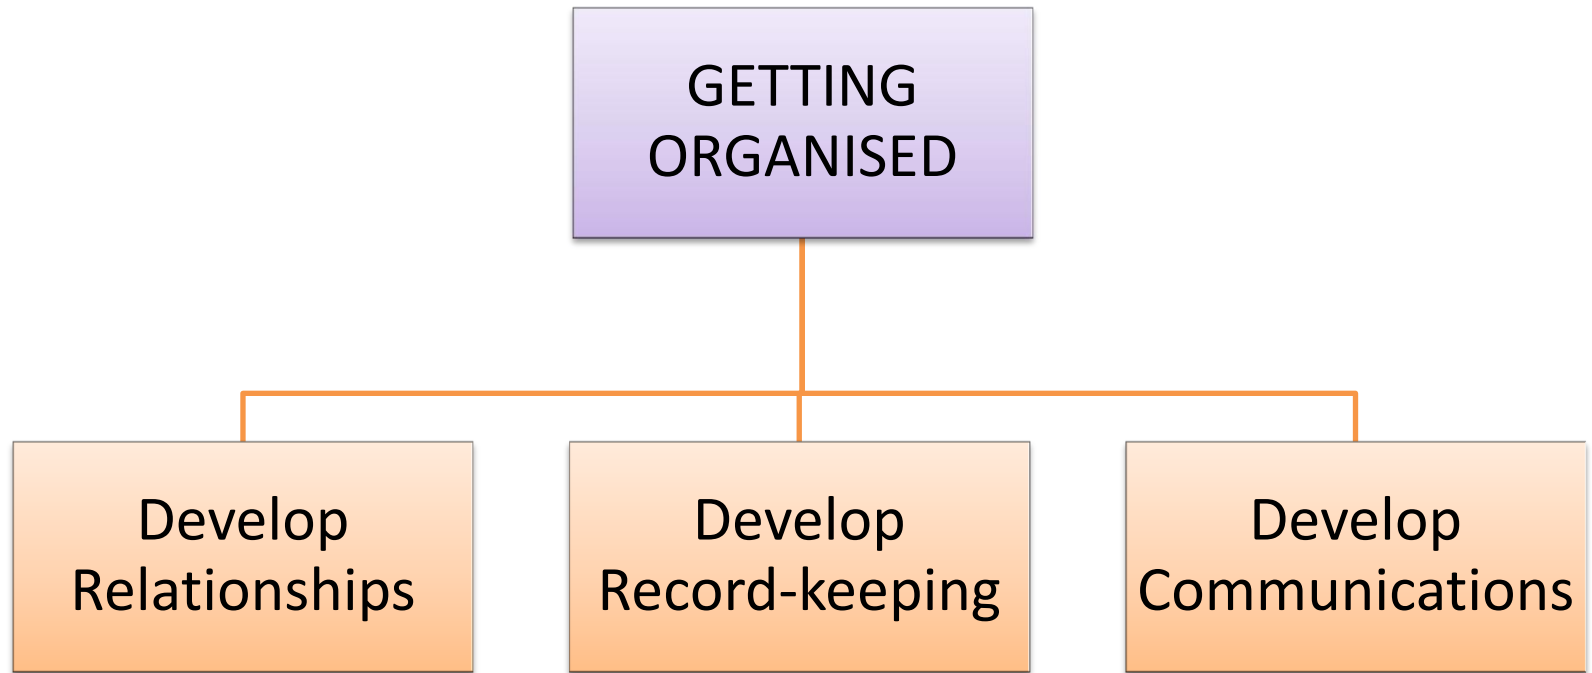 GETTING
ORGANISED
Develop
Relationships
Develop
Record-keeping
Develop
Communications